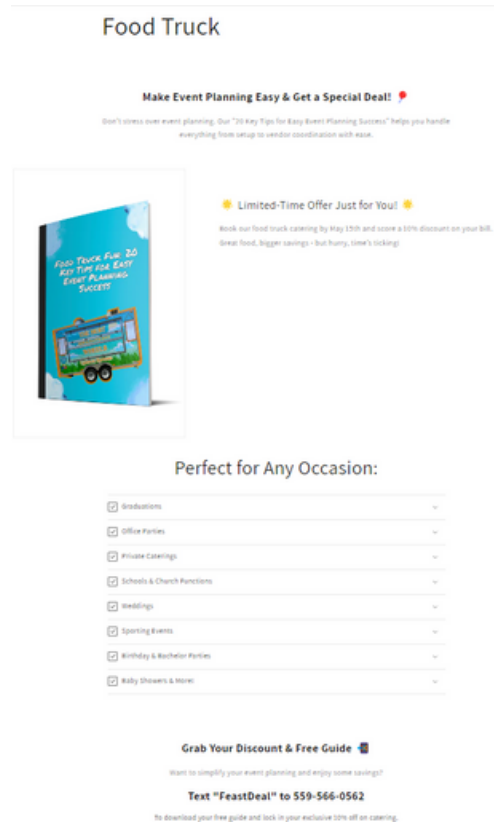 Food Truck
Make Event Planning Easy & Get a Special Deal!
Don't stress over event planning. Our "20 Key Tips for Easy Event Planning Success" helps you handle
everything from setup to vendor coordination with ease.
Food Truck Fun: 20
Key Tips for Easy
Event Planning
Success
Limited-Time Offer Just for You!
Book our food truck catering by May 15th and score a 10% discount on your bill.
Great food, bigger savings - but hurry, time's ticking!
Perfect for Any Occasion:
Graduations
Office Parties
Private Caterings
Schools & Church Functions
Weddings
Sporting Events
Birthday & Bachelor Parties
Baby Showers & More!
Grab Your Discount & Free Guide
Want to simplify your event planning and enjoy some savings?
Text "FeastDeal" to 559-566-0562
To download your free guide and lock in your exclusive 10% off on catering.